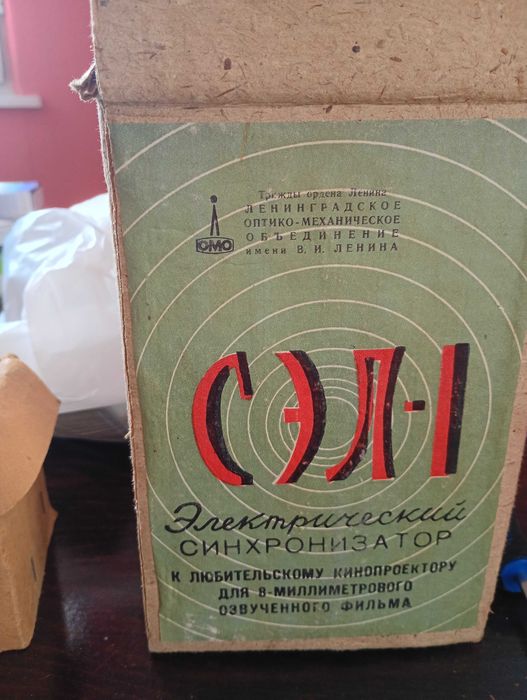 Трижды ордена Ленина
ЛЕНИНГРАДСКОЕ
ОПТИКО-МЕХАНИЧЕСКОЕ
ОБЪЕДИНЕНИЕ
имени В. И. ЛЕНИНА
ЛОМО
СЭЛ-1
Электрический
СИНХРОНИЗАТОР
К ЛЮБИТЕЛЬСКОМУ КИНОПРОЕКТОРУ
ДЛЯ 8-МИЛЛИМЕТРОВОГО
ОЗВУЧЕННОГО ФИЛЬМА